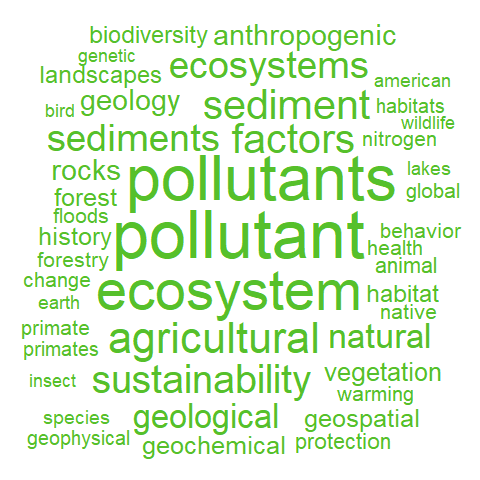 biodiversity anthropogenic
genetic
landscapes ecosystems
american
bird geology sediment habitats
wildlife
sediments factors nitrogen
rocks pollutants lakes
forest global
floods
history pollutant behavior
health
forestry animal
change ecosystem habitat
earth native
primate agricultural natural
primates
insect sustainability vegetation
warming
species geological geospatial
geophysical geochemical protection